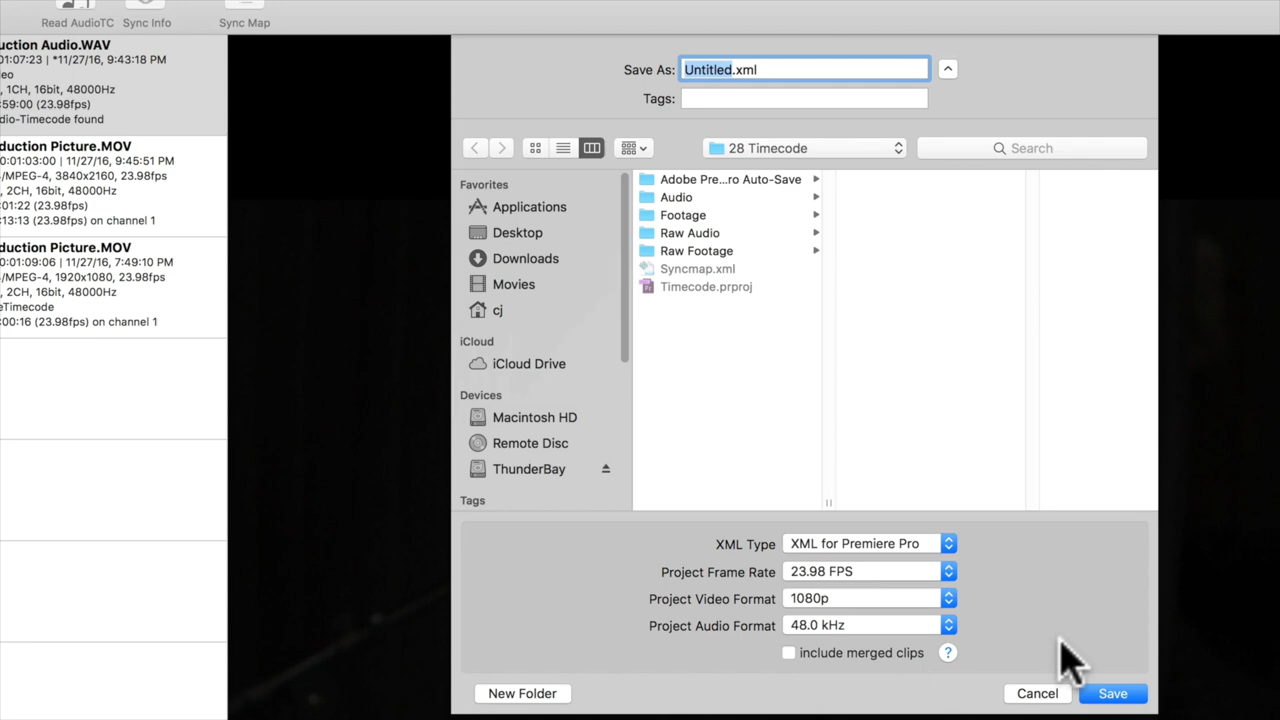 Read AudioTC
Sync Info
Sync Map
uction Audio.WAV
01:07:23 | *11/27/16, 9:43:18 PM
eo
, 1CH, 16bit, 48000Hz
:59:00 (23.98fps)
dio-Timecode found
duction Picture.MOV
0:01:03:00 | 11/27/16, 9:45:51 PM
/MPEG-4, 3840x2160, 23.98fps
, 2CH, 16bit, 48000Hz
:01:22 (23.98fps)
:13:13 (23.98fps) on channel 1
duction Picture.MOV
0:01:09:06 | 11/27/16, 7:49:10 PM
/MPEG-4, 1920x1080, 23.98fps
, 2CH, 16bit, 48000Hz
eTimecode
:00:16 (23.98fps) on channel 1
Save As: Untitled.xml
Tags:
28 Timecode
Search
Favorites
Applications
Desktop
Downloads
Movies
cj
iCloud
iCloud Drive
Devices
Macintosh HD
Remote Disc
ThunderBay
Tags
Adobe Pre...ro Auto-Save
Audio
Footage
Raw Audio
Raw Footage
Syncmap.xml
Timecode.prproj
XML Type XML for Premiere Pro
Project Frame Rate 23.98 FPS
Project Video Format 1080p
Project Audio Format 48.0 kHz
include merged clips ?
New Folder
Cancel
Save